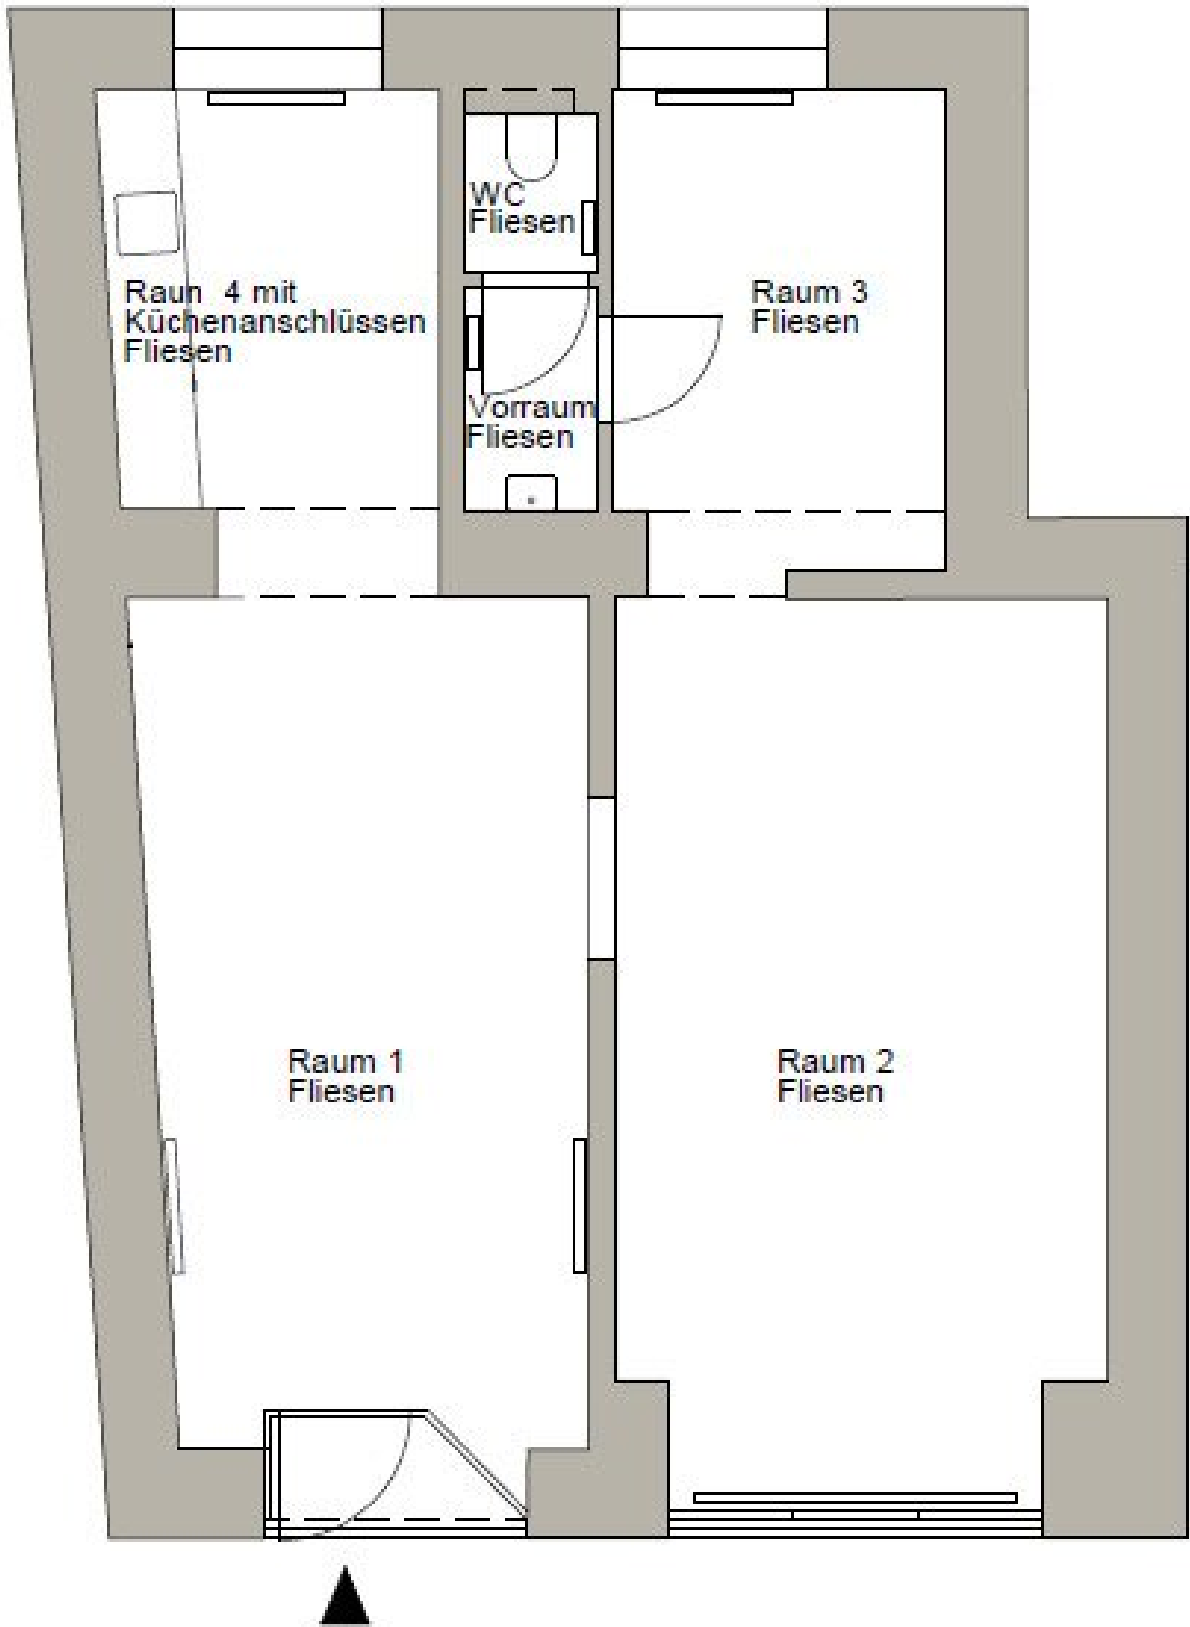 WC
Fliesen
Raun 4 mit
Küchenanschlüssen
Fliesen
Raum 3
Fliesen
Vorraum
Fliesen
Raum 1
Fliesen
Raum 2
Fliesen